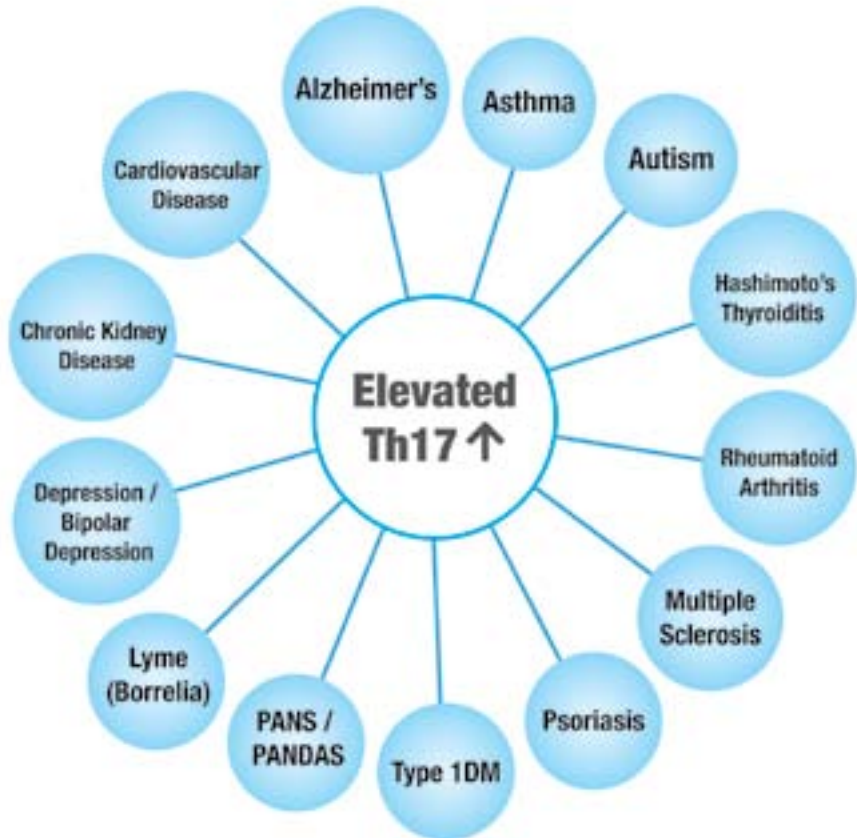 Alzheimer's
Asthma
Autism
Cardiovascular
Disease
Hashimoto's
Thyroiditis
Chronic Kidney
Disease
Elevated
Th17 ↑
Rheumatoid
Arthritis
Depression /
Bipolar
Depression
Multiple
Sclerosis
Lyme
(Borrelia)
PANS /
PANDAS
Type 1DM
Psoriasis